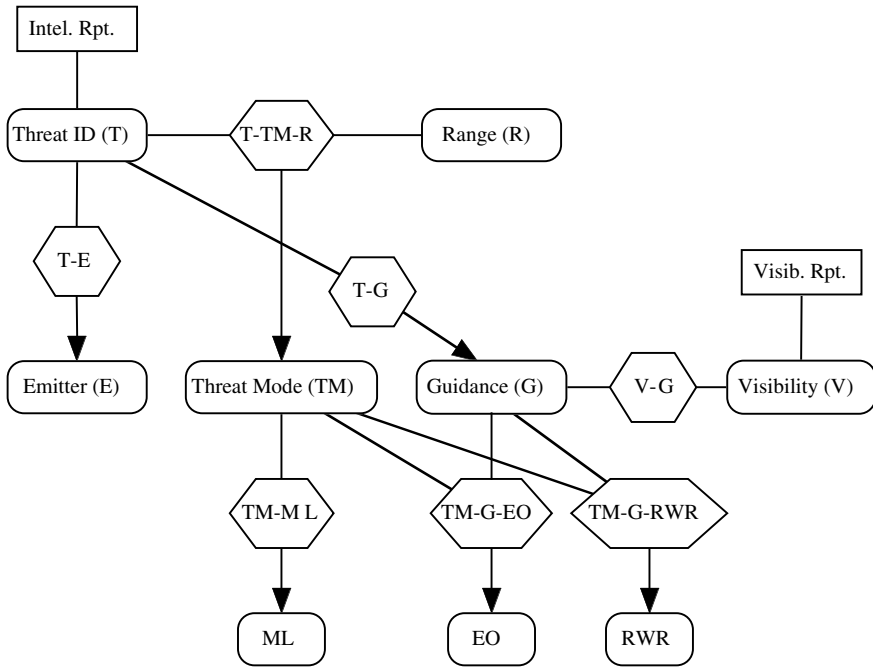 Intel. Rpt.
Threat ID (T)
T-TM-R
Range (R)
T-E
T-G
Visib. Rpt.
Emitter (E)
Threat Mode (TM)
Guidance (G)
V-G
Visibility (V)
TM-M L
TM-G-EO
TM-G-RWR
ML
EO
RWR